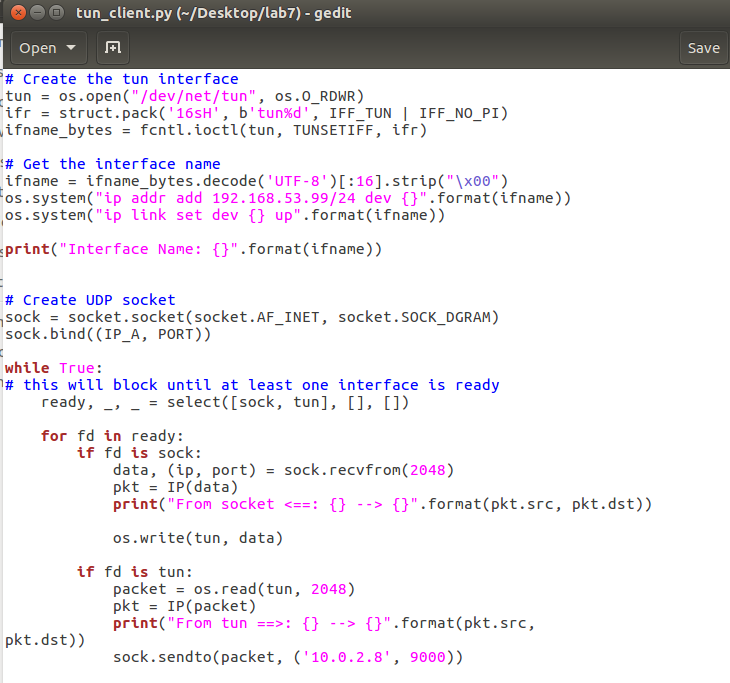 tun_client.py (~/Desktop/lab7) - gedit
Open
Save
# Create the tun interface
tun = os.open("/dev/net/tun", os.O_RDWR)
ifr = struct.pack('16sH', b'tun%d', IFF_TUN | IFF_NO_PI)
ifname_bytes = fcntl.ioctl(tun, TUNSETIFF, ifr)

# Get the interface name
ifname = ifname_bytes.decode('UTF-8')[:16].strip("\x00")
os.system("ip addr add 192.168.53.99/24 dev {}".format(ifname))
os.system("ip link set dev {} up".format(ifname))

print("Interface Name: {}".format(ifname))

# Create UDP socket
sock = socket.socket(socket.AF_INET, socket.SOCK_DGRAM)
sock.bind((IP_A, PORT))

while True:
# this will block until at least one interface is ready
    ready, _, _ = select([sock, tun], [], [])

    for fd in ready:
        if fd is sock:
            data, (ip, port) = sock.recvfrom(2048)
            pkt = IP(data)
            print("From socket <==: {} --> {}".format(pkt.src, pkt.dst))

            os.write(tun, data)

        if fd is tun:
            packet = os.read(tun, 2048)
            pkt = IP(packet)
            print("From tun ==>: {} --> {}".format(pkt.src,
pkt.dst))
            sock.sendto(packet, ('10.0.2.8', 9000))